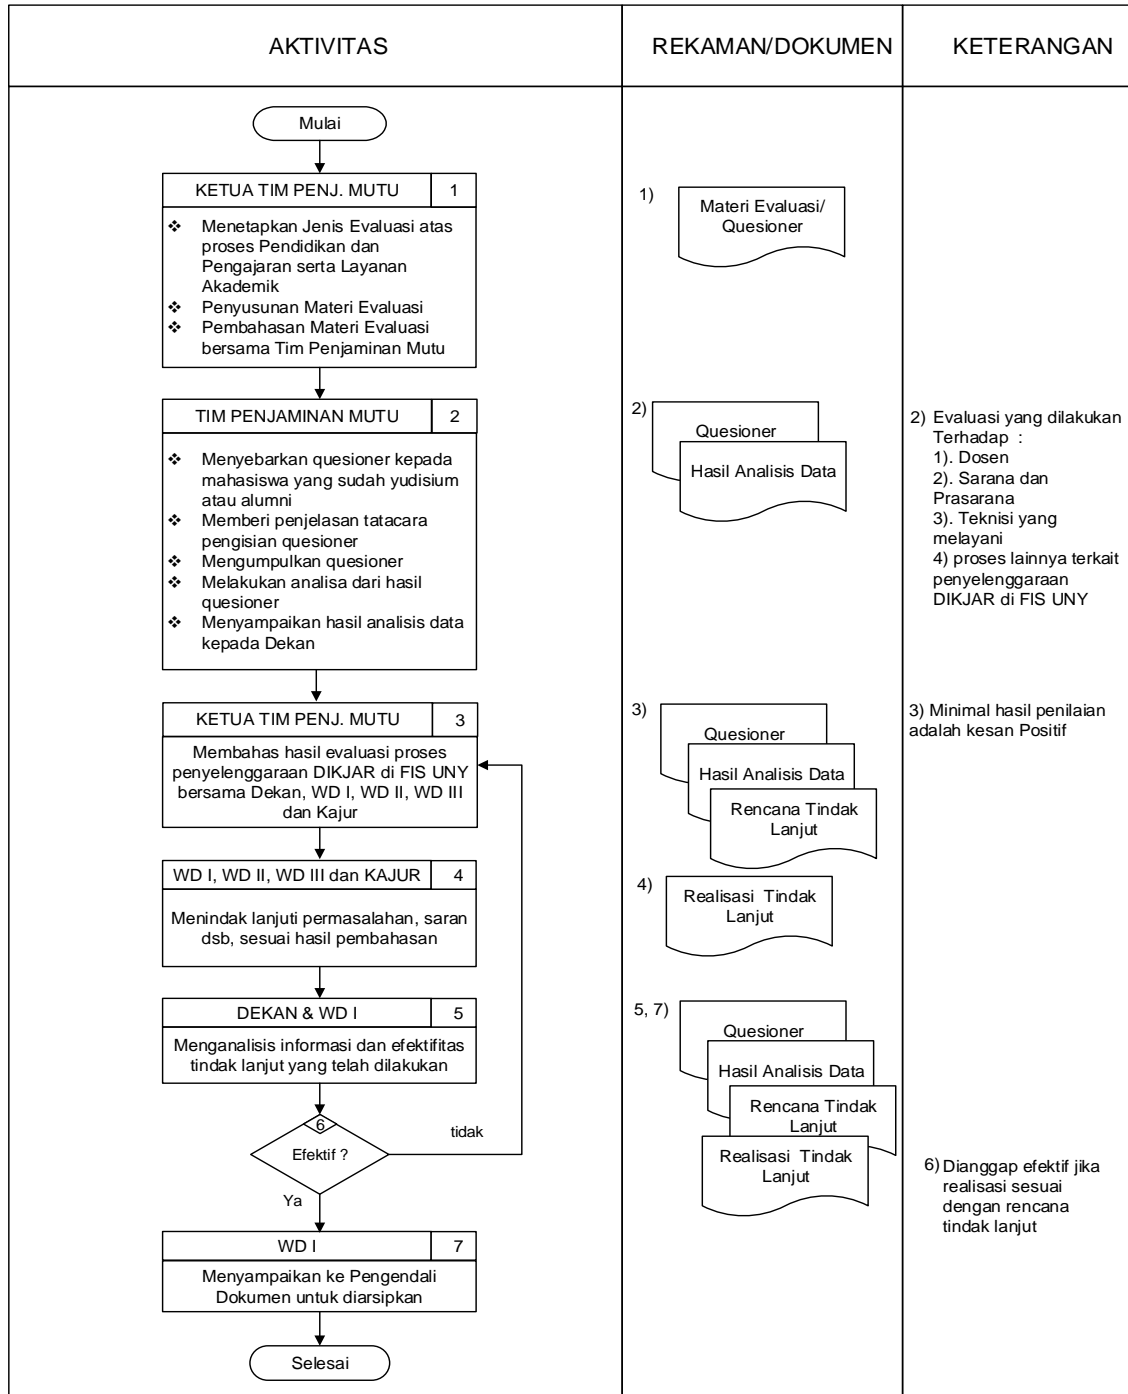 AKTIVITAS
REKAMAN/DOKUMEN
KETERANGAN
Mulai
KETUA TIM PENJ. MUTU
1
❖ Menetapkan Jenis Evaluasi atas
proses Pendidikan dan
Pengajaran serta Layanan
Akademik
❖ Penyusunan Materi Evaluasi
❖ Pembahasan Materi Evaluasi
bersama Tim Penjaminan Mutu
1)
Materi Evaluasi/
Quesioner
TIM PENJAMINAN MUTU
2
❖ Menyebarkan quesioner kepada
mahasiswa yang sudah yudisium
atau alumni
❖ Memberi penjelasan tatacara
pengisian quesioner
❖ Mengumpulkan quesioner
❖ Melakukan analisa dari hasil
quesioner
❖ Menyampaikan hasil analisis data
kepada Dekan
2)
Quesioner
Hasil Analisis Data
2) Evaluasi yang dilakukan
Terhadap :
1). Dosen
2). Sarana dan
Prasarana
3). Teknisi yang
melayani
4) proses lainnya terkait
penyelenggaraan
DIKJAR di FIS UNY
KETUA TIM PENJ. MUTU
3
Membahas hasil evaluasi proses
penyelenggaraan DIKJAR di FIS UNY
bersama Dekan, WD I, WD II, WD III
dan Kajur
3)
Quesioner
Hasil Analisis Data
Rencana Tindak
Lanjut
3) Minimal hasil penilaian
adalah kesan Positif
WD I, WD II, WD III dan KAJUR
4
Menindak lanjuti permasalahan, saran
dsb, sesuai hasil pembahasan
4)
Realisasi Tindak
Lanjut
DEKAN & WD I
5
Menganalisis informasi dan efektifitas
tindak lanjut yang telah dilakukan
5, 7)
Quesioner
Hasil Analisis Data
Rencana Tindak
Lanjut
Realisasi Tindak
Lanjut
6
Efektif ?
tidak
Ya
6) Dianggap efektif jika
realisasi sesuai
dengan rencana
tindak lanjut
WD I
7
Menyampaikan ke Pengendali
Dokumen untuk diarsipkan
Selesai